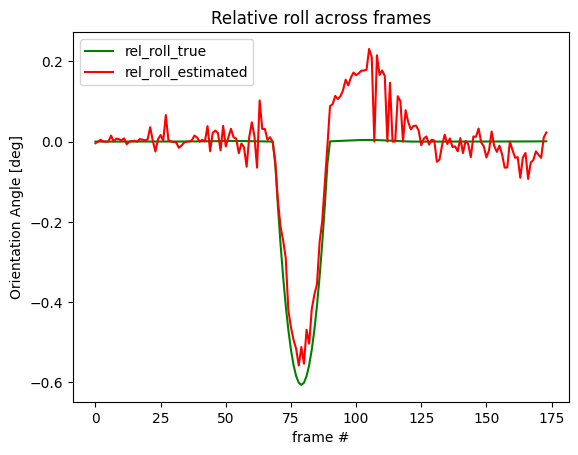 Relative roll across frames
rel_roll_true
rel_roll_estimated
Orientation Angle [deg]
0.2
0.0
−0.2
−0.4
−0.6
0 25 50 75 100 125 150 175
frame #